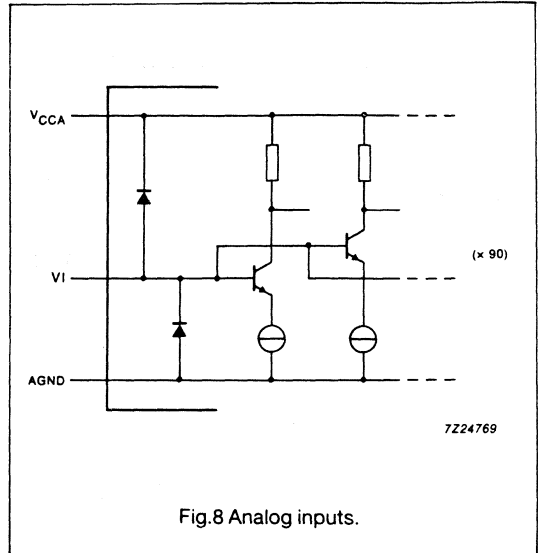 VCCA
(× 90)
VI
AGND
7Z24769
Fig.8 Analog inputs.